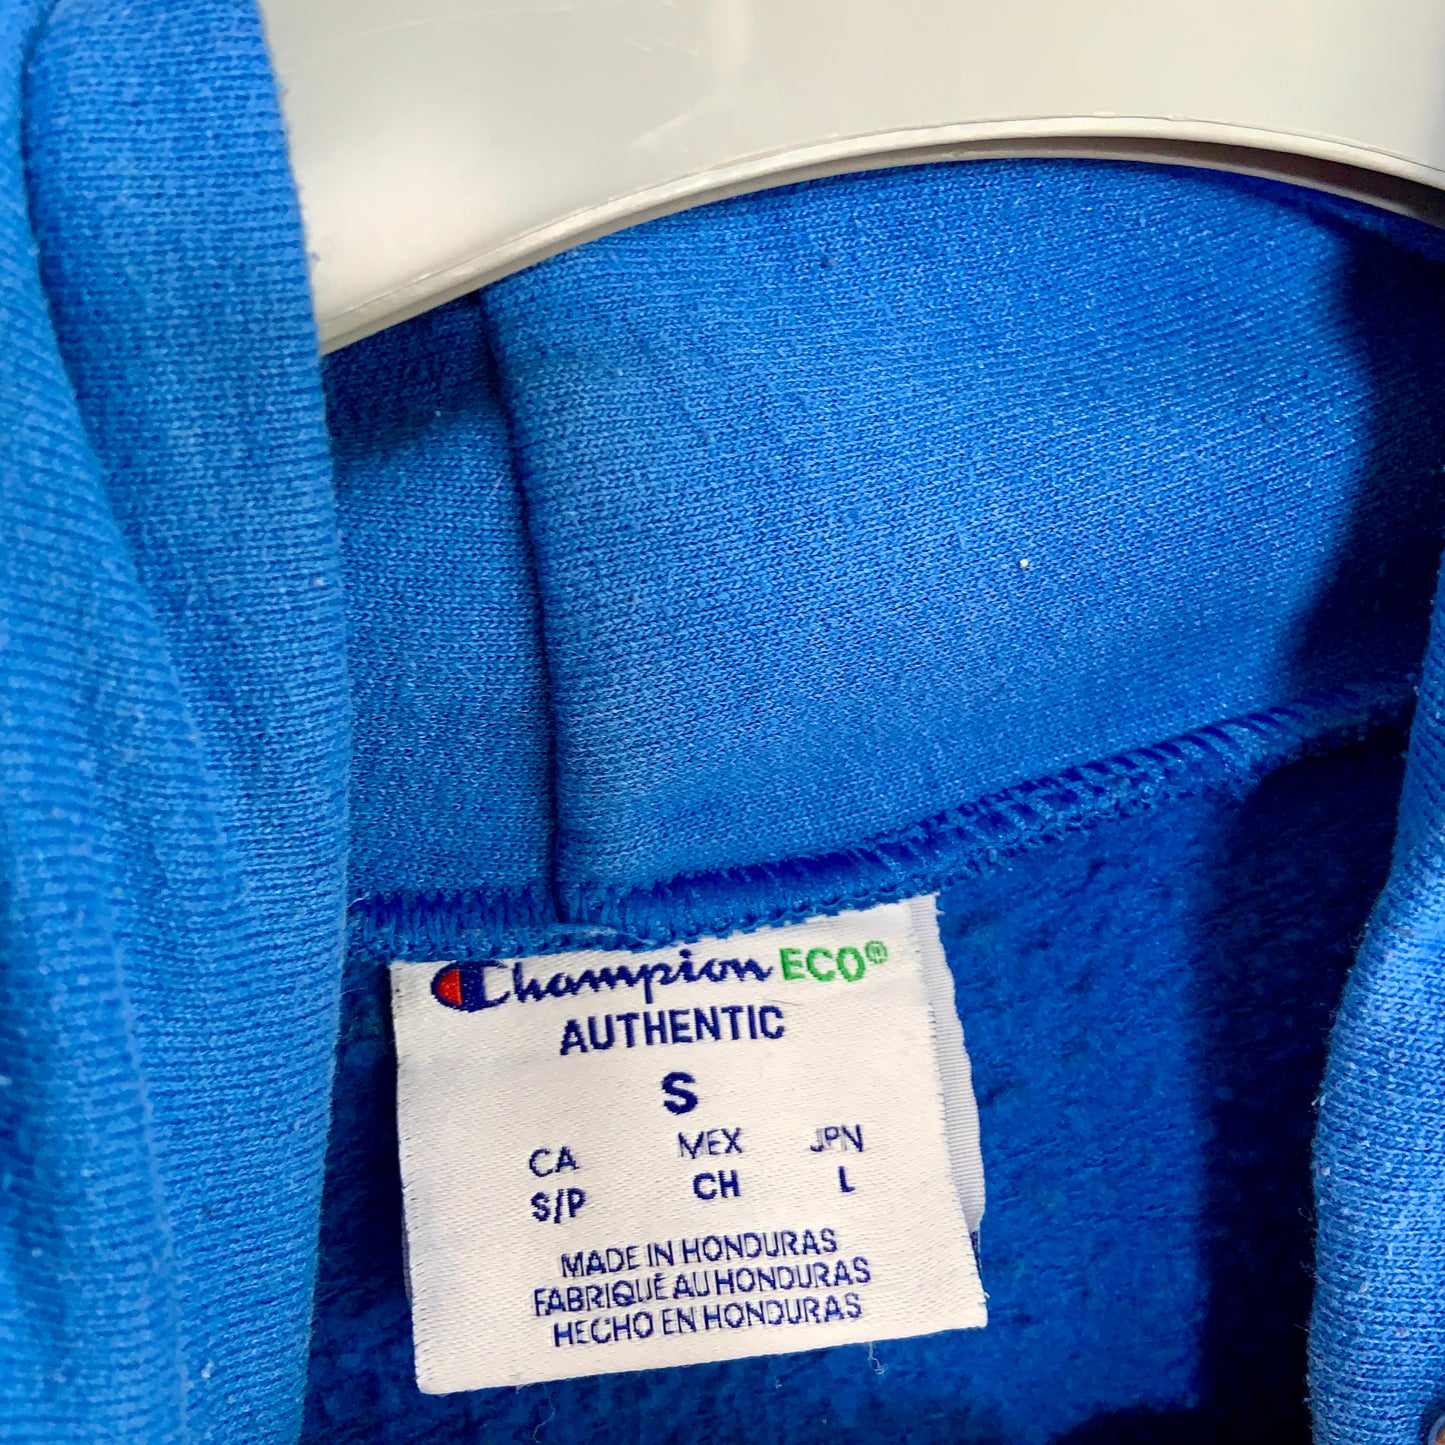 Champion ECO®
AUTHENTIC
S
CA MEX JPN
S/P CH L
MADE IN HONDURAS
FABRIQUÉ AU HONDURAS
HECHO EN HONDURAS